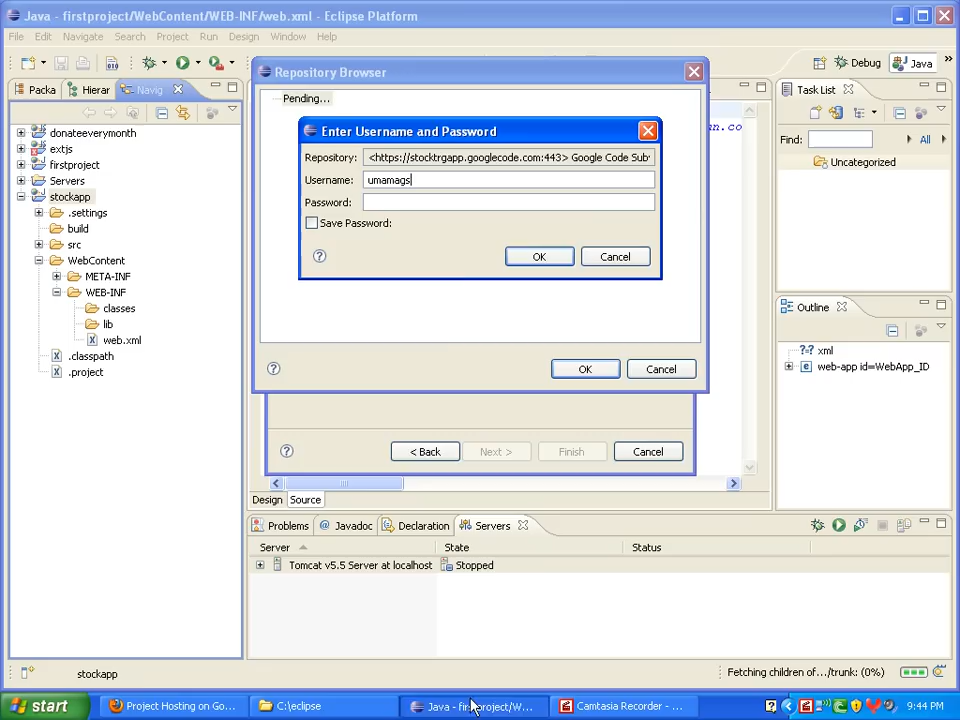 Java - firstproject/WebContent/WEB-INF/web.xml - Eclipse Platform
File Edit Navigate Search Project Run Design Window Help
Debug Java »
Packa Hierar Navig
donateeverymonth
extjs
firstproject
Servers
stockapp
.settings
build
src
WebContent
META-INF
WEB-INF
classes
lib
web.xml
.classpath
.project
Repository Browser
Pending...
Enter Username and Password
Repository: <https://stocktrgapp.googlecode.com:443> Google Code Sub
Username: umamags
Password:
Save Password:
OK Cancel
OK Cancel
< Back Next > Finish Cancel
Design Source
Task List
Find: All
Uncategorized
Outline
xml
web-app id=WebApp_ID
Problems Javadoc Declaration Servers
Server State Status
Tomcat v5.5 Server at localhost Stopped
stockapp
Fetching children of.../trunk: (0%)
start Project Hosting on Go... C:\eclipse Java - firstproject/W... Camtasia Recorder - ... 9:44 PM